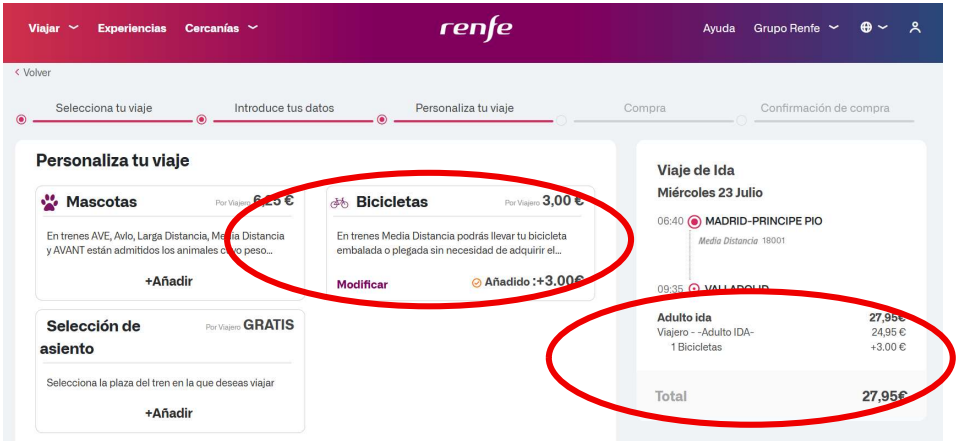 Viajar Experiencias Cercanías renfe Ayuda Grupo Renfe
< Volver
Selecciona tu viaje Introduce tus datos Personaliza tu viaje Compra Confirmación de compra
Personaliza tu viaje
Mascotas Por Viajero 6,25 €
En trenes AVE, Avlo, Larga Distancia, Media Distancia
y AVANT están admitidos los animales cuyo peso...
+Añadir
Bicicletas Por Viajero 3,00 €
En trenes Media Distancia podrás llevar tu bicicleta
embalada o plegada sin necesidad de adquirir el...
Modificar Añadido :+3.00€
Selección de asiento Por Viajero GRATIS
Selecciona la plaza del tren en la que deseas viajar
+Añadir
Viaje de Ida
Miércoles 23 Julio
06:40 MADRID-PRINCIPE PIO
Media Distancia 18001
09:35 VALLADOLID
Adulto ida 27,95€
Viajero - -Adulto IDA- 24,95 €
1 Bicicletas +3.00 €
Total 27,95€